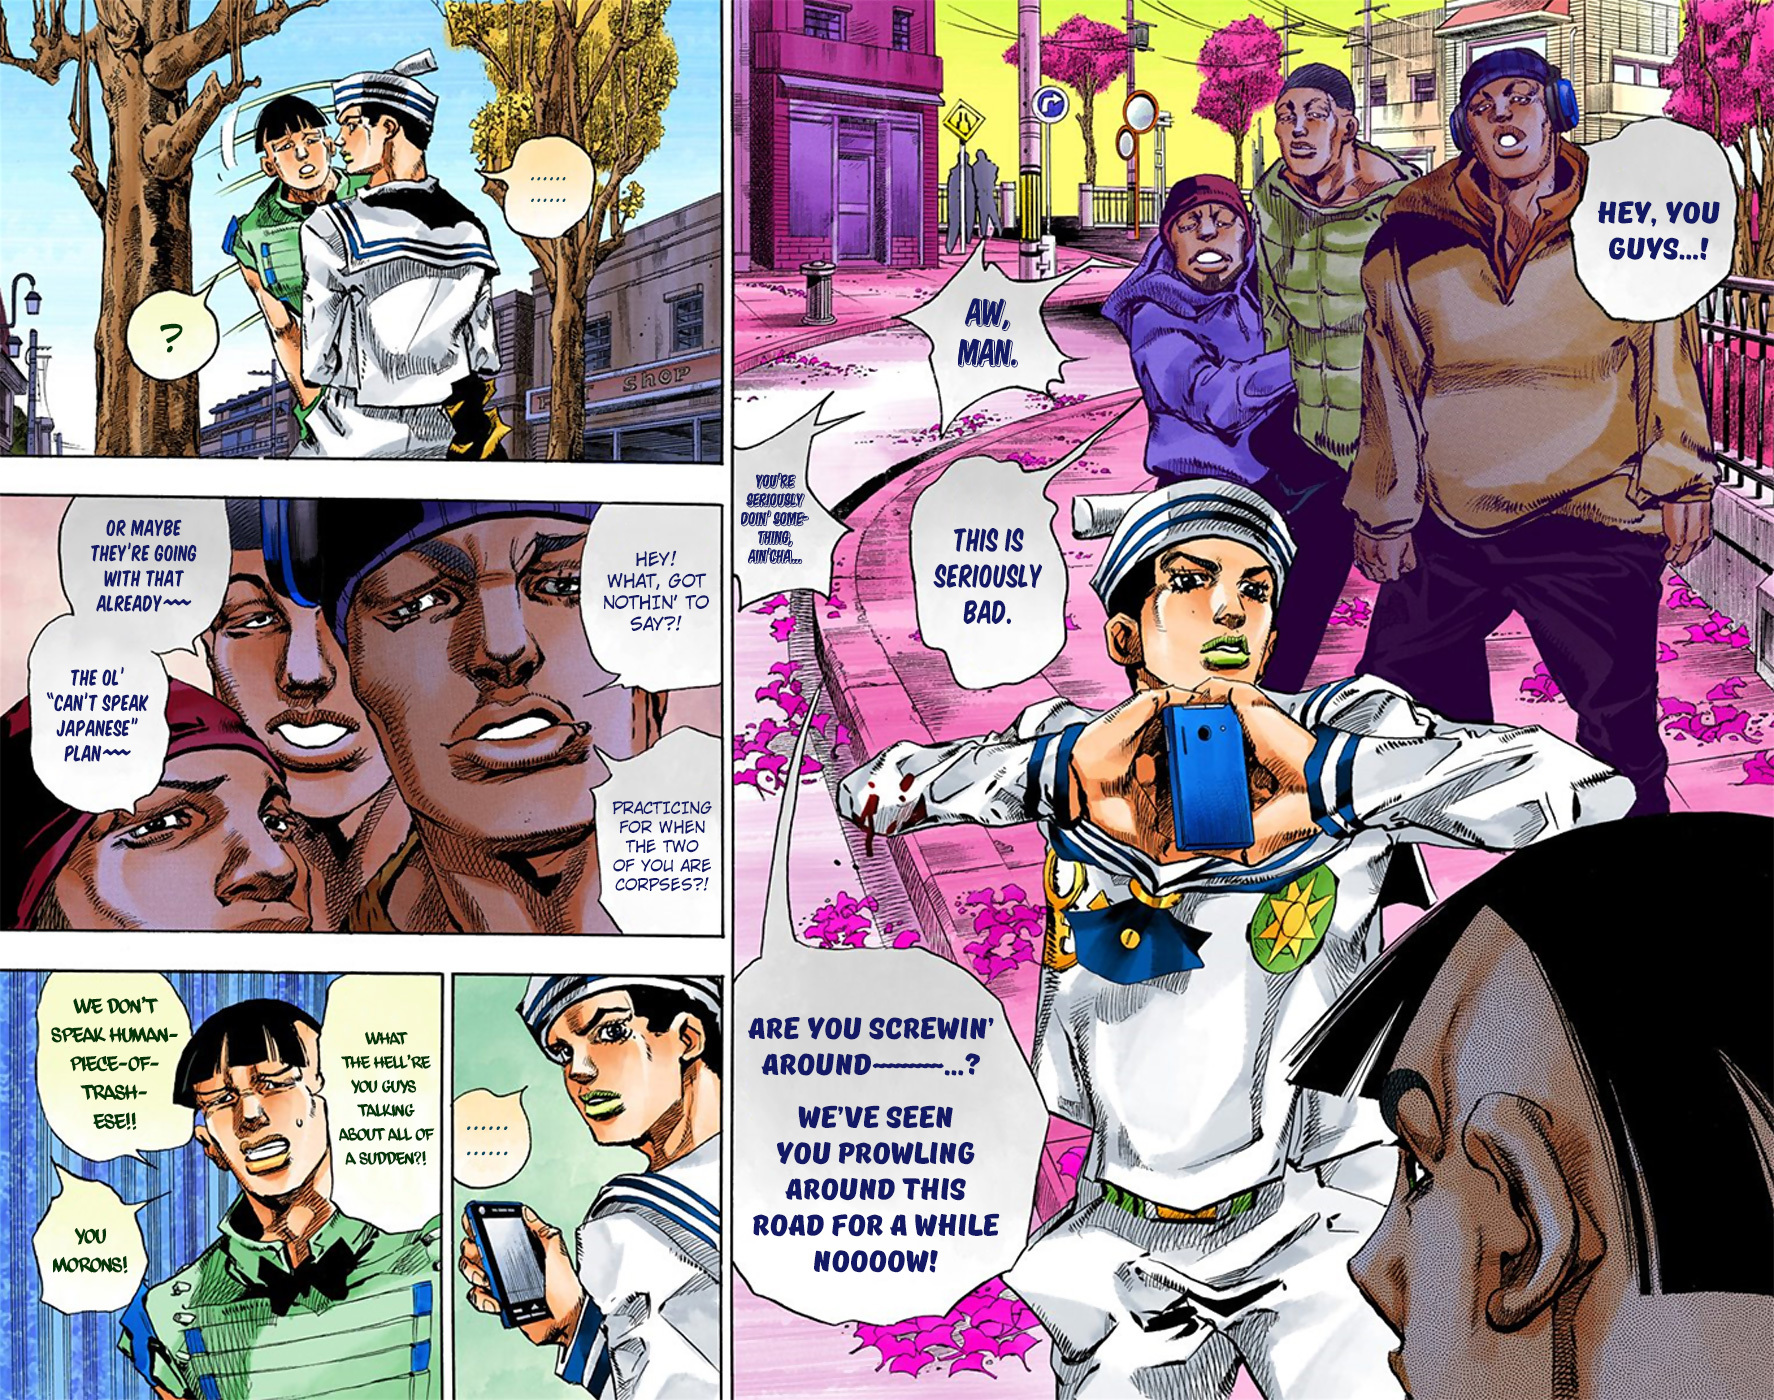 HEY, YOU
GUYS...!
AW,
MAN.
THIS IS
SERIOUSLY
BAD.
YOU'RE
SERIOUSLY
DOIN' SOME-
THING,
AIN'CHA...
ARE YOU SCREWIN'
AROUND~~~...?
WE'VE SEEN
YOU PROWLING
AROUND THIS
ROAD FOR A WHILE
NOOOOW!
......
......
?
SHOP
HEY!
WHAT, GOT
NOTHIN' TO
SAY?!
PRACTICING
FOR WHEN
THE TWO
OF YOU ARE
CORPSES?!
OR MAYBE
THEY'RE GOING
WITH THAT
ALREADY~~
THE OL'
"CAN'T SPEAK
JAPANESE"
PLAN~~
......
......
WHAT
THE HELL'RE
YOU GUYS
TALKING
ABOUT ALL OF
A SUDDEN?!
WE DON'T
SPEAK HUMAN-
PIECE-OF-
TRASH-
ESE!!
YOU
MORONS!